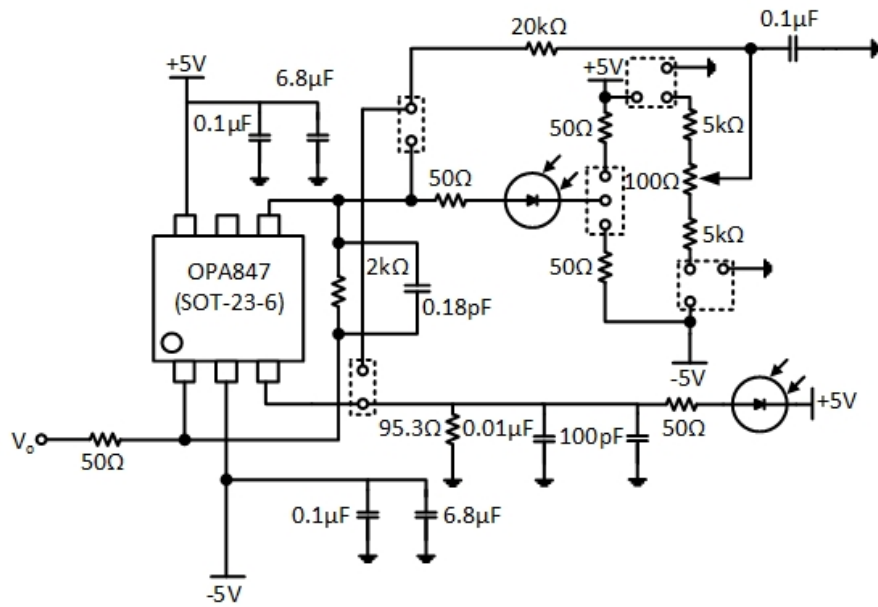 20kΩ
0.1µF
+5V
6.8µF
0.1µF
+5V
50Ω
5kΩ
50Ω
100Ω
OPA847
(SOT-23-6)
2kΩ
0.18pF
50Ω
5kΩ
-5V
+5V
Vo
50Ω
95.3Ω
0.01µF
100pF
50Ω
0.1µF
6.8µF
-5V